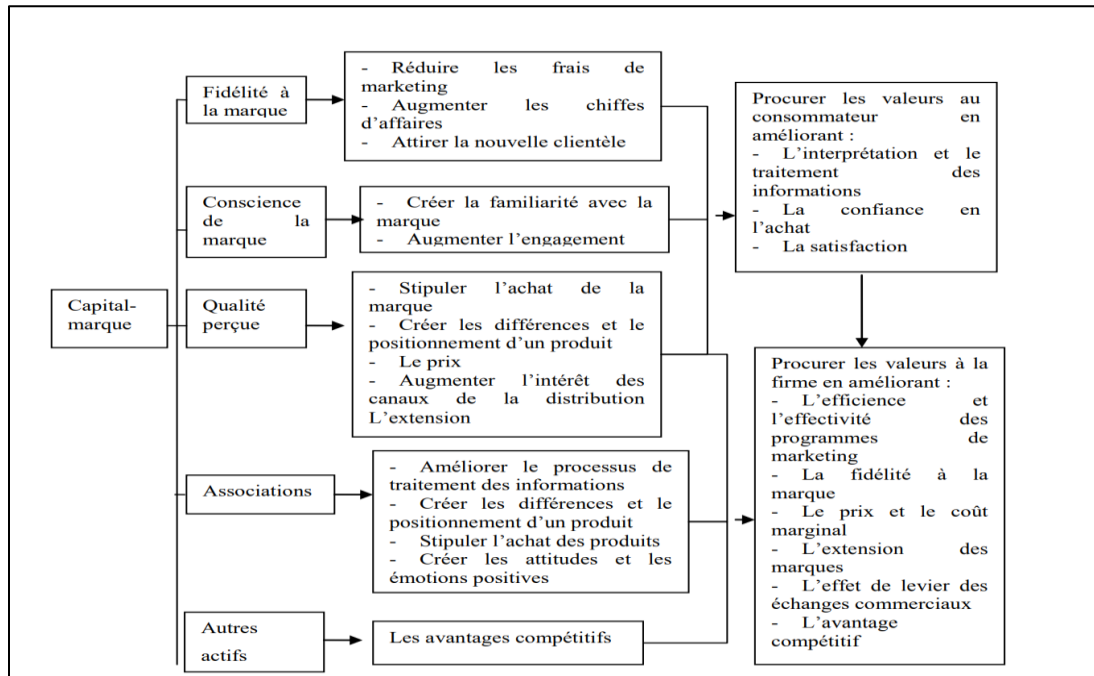 Capital-
marque
Fidélité à
la marque
- Réduire les frais de
marketing
- Augmenter les chiffes
d’affaires
- Attirer la nouvelle clientèle
Conscience
de la
marque
- Créer la familiarité avec la
marque
- Augmenter l’engagement
Qualité
perçue
- Stipuler l’achat de la
marque
- Créer les différences et le
positionnement d’un produit
- Le prix
- Augmenter l’intérêt des
canaux de la distribution
L’extension
Associations
- Améliorer le processus de
traitement des informations
- Créer les différences et le
positionnement d’un produit
- Stipuler l’achat des produits
- Créer les attitudes et les
émotions positives
Autres
actifs
Les avantages compétitifs
Procurer les valeurs au
consommateur en
améliorant :
- L’interprétation et le
traitement des
informations
- La confiance en
l’achat
- La satisfaction
Procurer les valeurs à la
firme en améliorant :
- L’efficience et
l’effectivité des
programmes de
marketing
- La fidélité à la
marque
- Le prix et le coût
marginal
- L’extension des
marques
- L’effet de levier des
échanges commerciaux
- L’avantage
compétitif